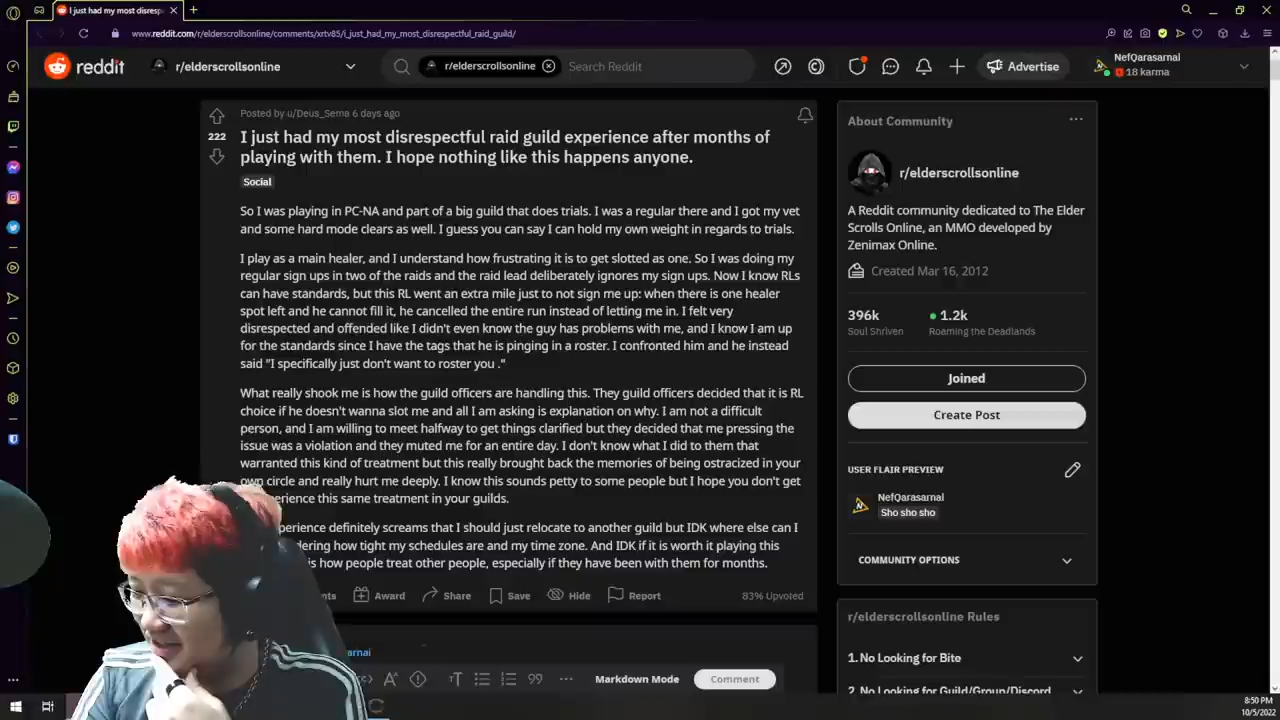 I just had my most disresp
www.reddit.com/r/elderscrollsonline/comments/xrtv85/i_just_had_my_most_disrespectful_raid_guild/
reddit
r/elderscrollsonline
r/elderscrollsonline
Search Reddit
Advertise
NefQarasarnal
18 karma
Posted by u/Deus_Sema 6 days ago
222
I just had my most disrespectful raid guild experience after months of
playing with them. I hope nothing like this happens anyone.
Social
So I was playing in PC-NA and part of a big guild that does trials. I was a regular there and I got my vet
and some hard mode clears as well. I guess you can say I can hold my own weight in regards to trials.
I play as a main healer, and I understand how frustrating it is to get slotted as one. So I was doing my
regular sign ups in two of the raids and the raid lead deliberately ignores my sign ups. Now I know RLs
can have standards, but this RL went an extra mile just to not sign me up: when there is one healer
spot left and he cannot fill it, he cancelled the entire run instead of letting me in. I felt very
disrespected and offended like I didn't even know the guy has problems with me, and I know I am up
for the standards since I have the tags that he is pinging in a roster. I confronted him and he instead
said "I specifically just don't want to roster you ."
What really shook me is how the guild officers are handling this. They guild officers decided that it is RL
choice if he doesn't wanna slot me and all I am asking is explanation on why. I am not a difficult
person, and I am willing to meet halfway to get things clarified but they decided that me pressing the
issue was a violation and they muted me for an entire day. I don't know what I did to them that
warranted this kind of treatment but this really brought back the memories of being ostracized in your
own circle and really hurt me deeply. I know this sounds petty to some people but I hope you don't get
perience this same treatment in your guilds.
perience definitely screams that I should just relocate to another guild but IDK where else can I
dering how tight my schedules are and my time zone. And IDK if it is worth it playing this
is how people treat other people, especially if they have been with them for months.
nts
Award
Share
Save
Hide
Report
83% Upvoted
arnal
Markdown Mode
Comment
About Community
r/elderscrollsonline
A Reddit community dedicated to The Elder
Scrolls Online, an MMO developed by
Zenimax Online.
Created Mar 16, 2012
396k
1.2k
Soul Shriven
Roaming the Deadlands
Joined
Create Post
USER FLAIR PREVIEW
NefQarasarnal
Sho sho sho
COMMUNITY OPTIONS
r/elderscrollsonline Rules
1. No Looking for Bite
2. No Looking for Guild/Group/Discord
8:50 PM
10/5/2022